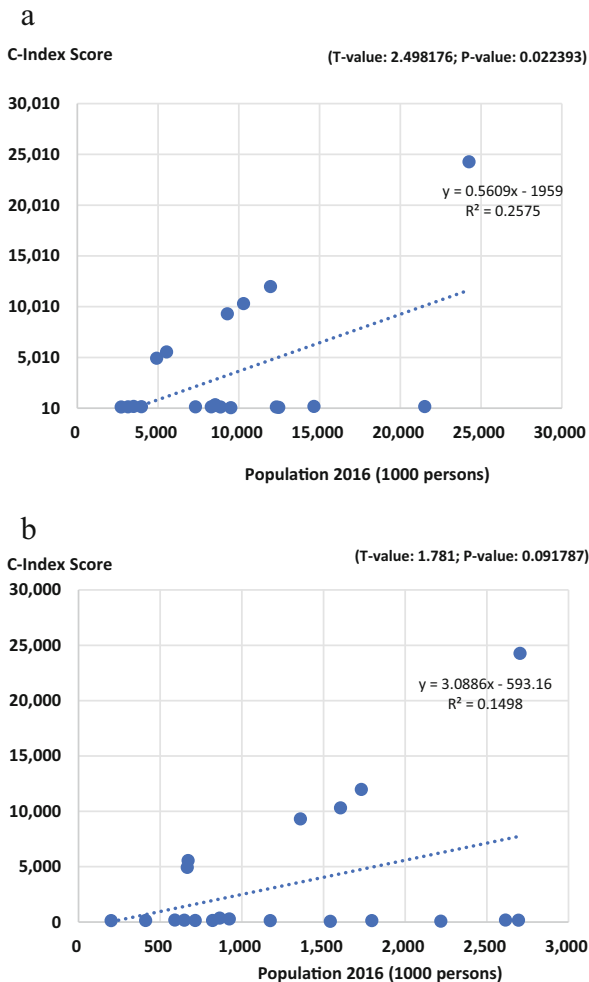 a
C-Index Score
(T-value: 2.498176; P-value: 0.022393)
30,010
25,010
y = 0.5609x - 1959
20,010
R² = 0.2575
15,010
10,010
5,010
10
0 5,000 10,000 15,000 20,000 25,000 30,000
Population 2016 (1000 persons)
b
C-Index Score
(T-value: 1.781; P-value: 0.091787)
30,000
25,000
y = 3.0886x - 593.16
20,000
R² = 0.1498
15,000
10,000
5,000
0
0 500 1,000 1,500 2,000 2,500 3,000
Population 2016 (1000 persons)